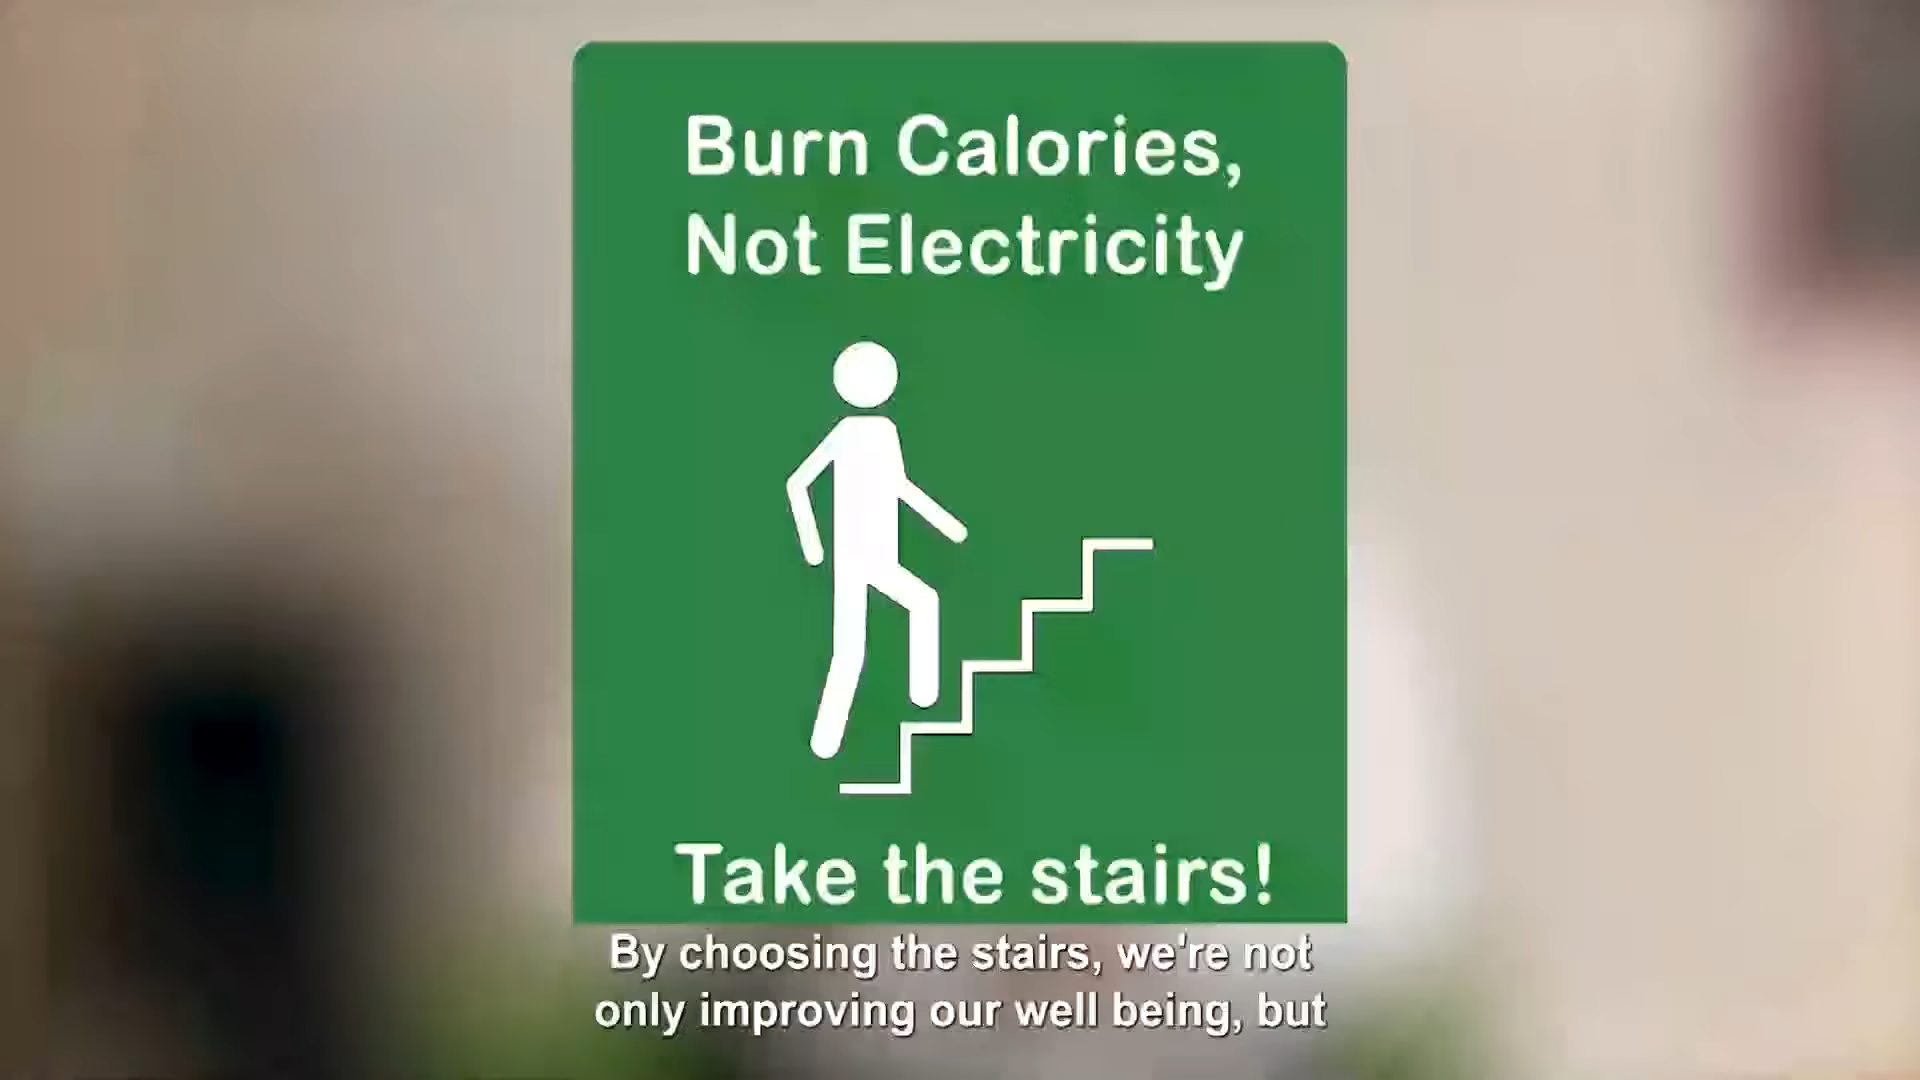 Burn Calories,
Not Electricity
Take the stairs!
By choosing the stairs, we're not
only improving our well being, but